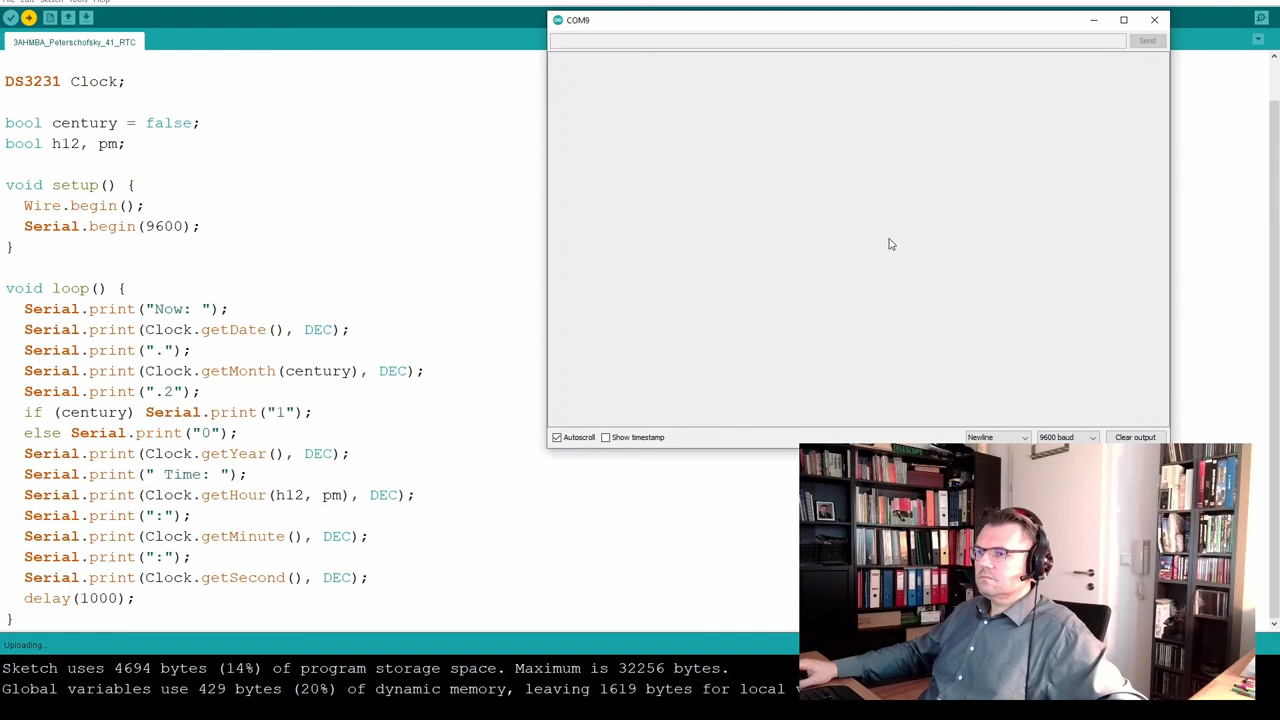 File Edit Sketch Tools Help
COM9
Send
3AHMBA_Peterschofsky_41_RTC
DS3231 Clock;
bool century = false;
bool h12, pm;
void setup() {
Wire.begin();
Serial.begin(9600);
}
void loop() {
Serial.print("Now: ");
Serial.print(Clock.getDate(), DEC);
Serial.print(".");
Serial.print(Clock.getMonth(century), DEC);
Serial.print(".2");
if (century) Serial.print("1");
else Serial.print("0");
Serial.print(Clock.getYear(), DEC);
Serial.print(" Time: ");
Serial.print(Clock.getHour(h12, pm), DEC);
Serial.print(":");
Serial.print(Clock.getMinute(), DEC);
Serial.print(":");
Serial.print(Clock.getSecond(), DEC);
delay(1000);
}
Autoscroll Show timestamp
Newline
9600 baud
Clear output
TELESCOPE
Uploading...
Sketch uses 4694 bytes (14%) of program storage space. Maximum is 32256 bytes.
Global variables use 429 bytes (20%) of dynamic memory, leaving 1619 bytes for local v